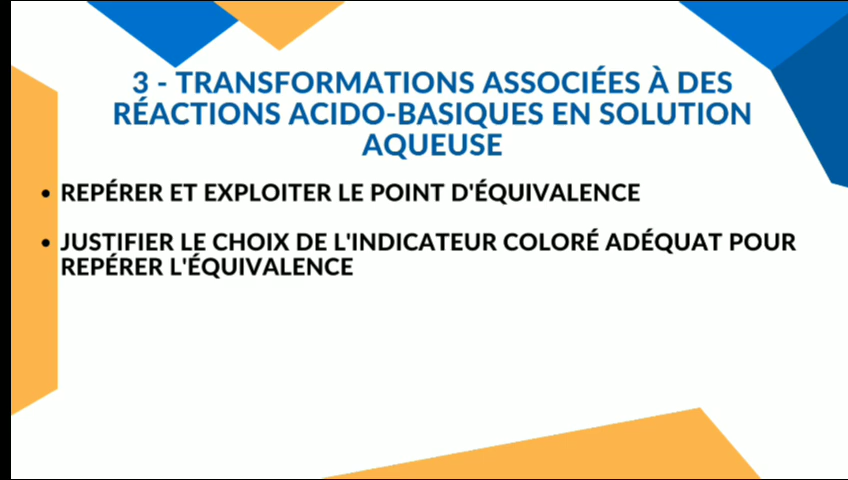 3 - TRANSFORMATIONS ASSOCIÉES À DES
RÉACTIONS ACIDO-BASIQUES EN SOLUTION
AQUEUSE
• REPÉRER ET EXPLOITER LE POINT D'ÉQUIVALENCE
• JUSTIFIER LE CHOIX DE L'INDICATEUR COLORÉ ADÉQUAT POUR
REPÉRER L'ÉQUIVALENCE